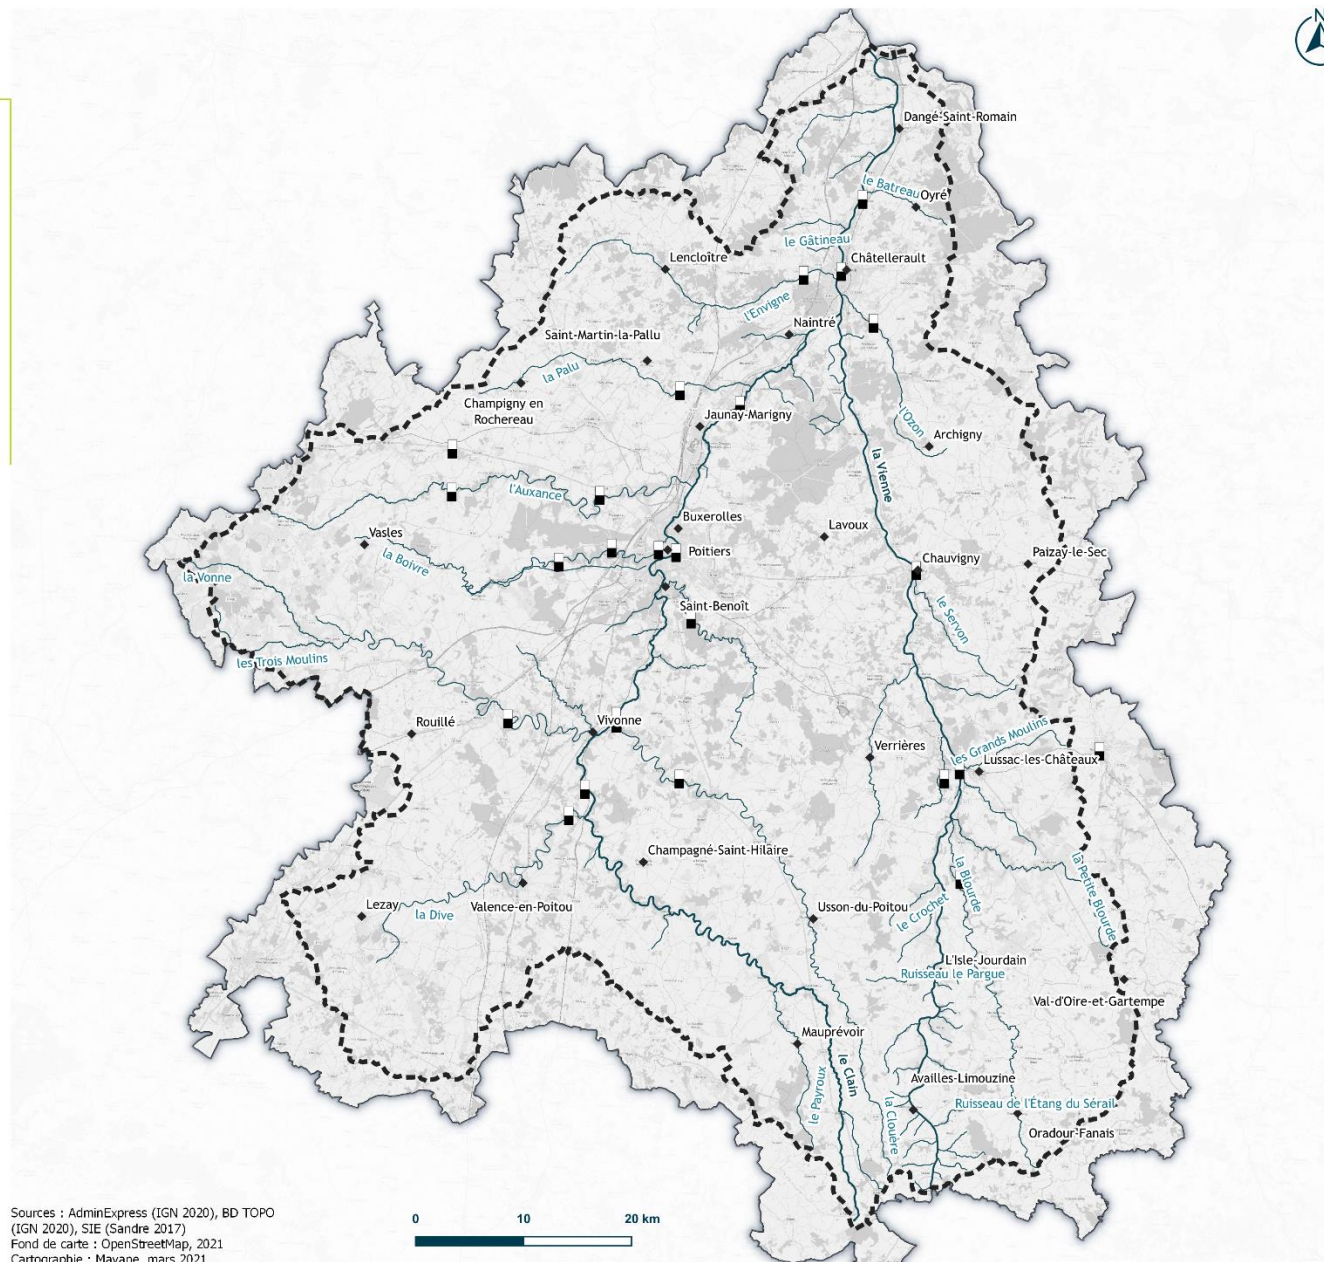 N
Dangé-Saint-Romain
le Batreau
Oyré
le Gâtineau
Lencloître
Châtellerault
l'Envigne
Naintré
Saint-Martin-la-Pallu
la Palu
Champigny en
Rochereau
Jaunay-Marigny
l'Ozon
Archigny
la Vienne
l'Auxance
Buxerolles
Lavoux
Vasles
la Boivre
Poitiers
Chauvigny
Paizay-le-Sec
la Vonne
Saint-Benoît
le Servon
les Trois Moulins
Rouillé
Vivonne
les Grands Moulins
Verrières
Lussac-les-Châteaux
Champagné-Saint-Hilaire
la Blourde
la Petite Blourde
Lezay
la Dive
Valence-en-Poitou
Usson-du-Poitou
le Crochet
L'Isle-Jourdain
Ruisseau le Pargue
Val-d'Oire-et-Gartempe
Mauprévoir
le Clain
le Payroux
la Clouère
Availles-Limouzine
Ruisseau de l'Étang du Sérail
Oradour-Fanais
Sources : AdminExpress (IGN 2020), BD TOPO
(IGN 2020), SIE (Sandre 2017)
Fond de carte : OpenStreetMap, 2021
Cartographie : Mayane, mars 2021
0 10 20 km